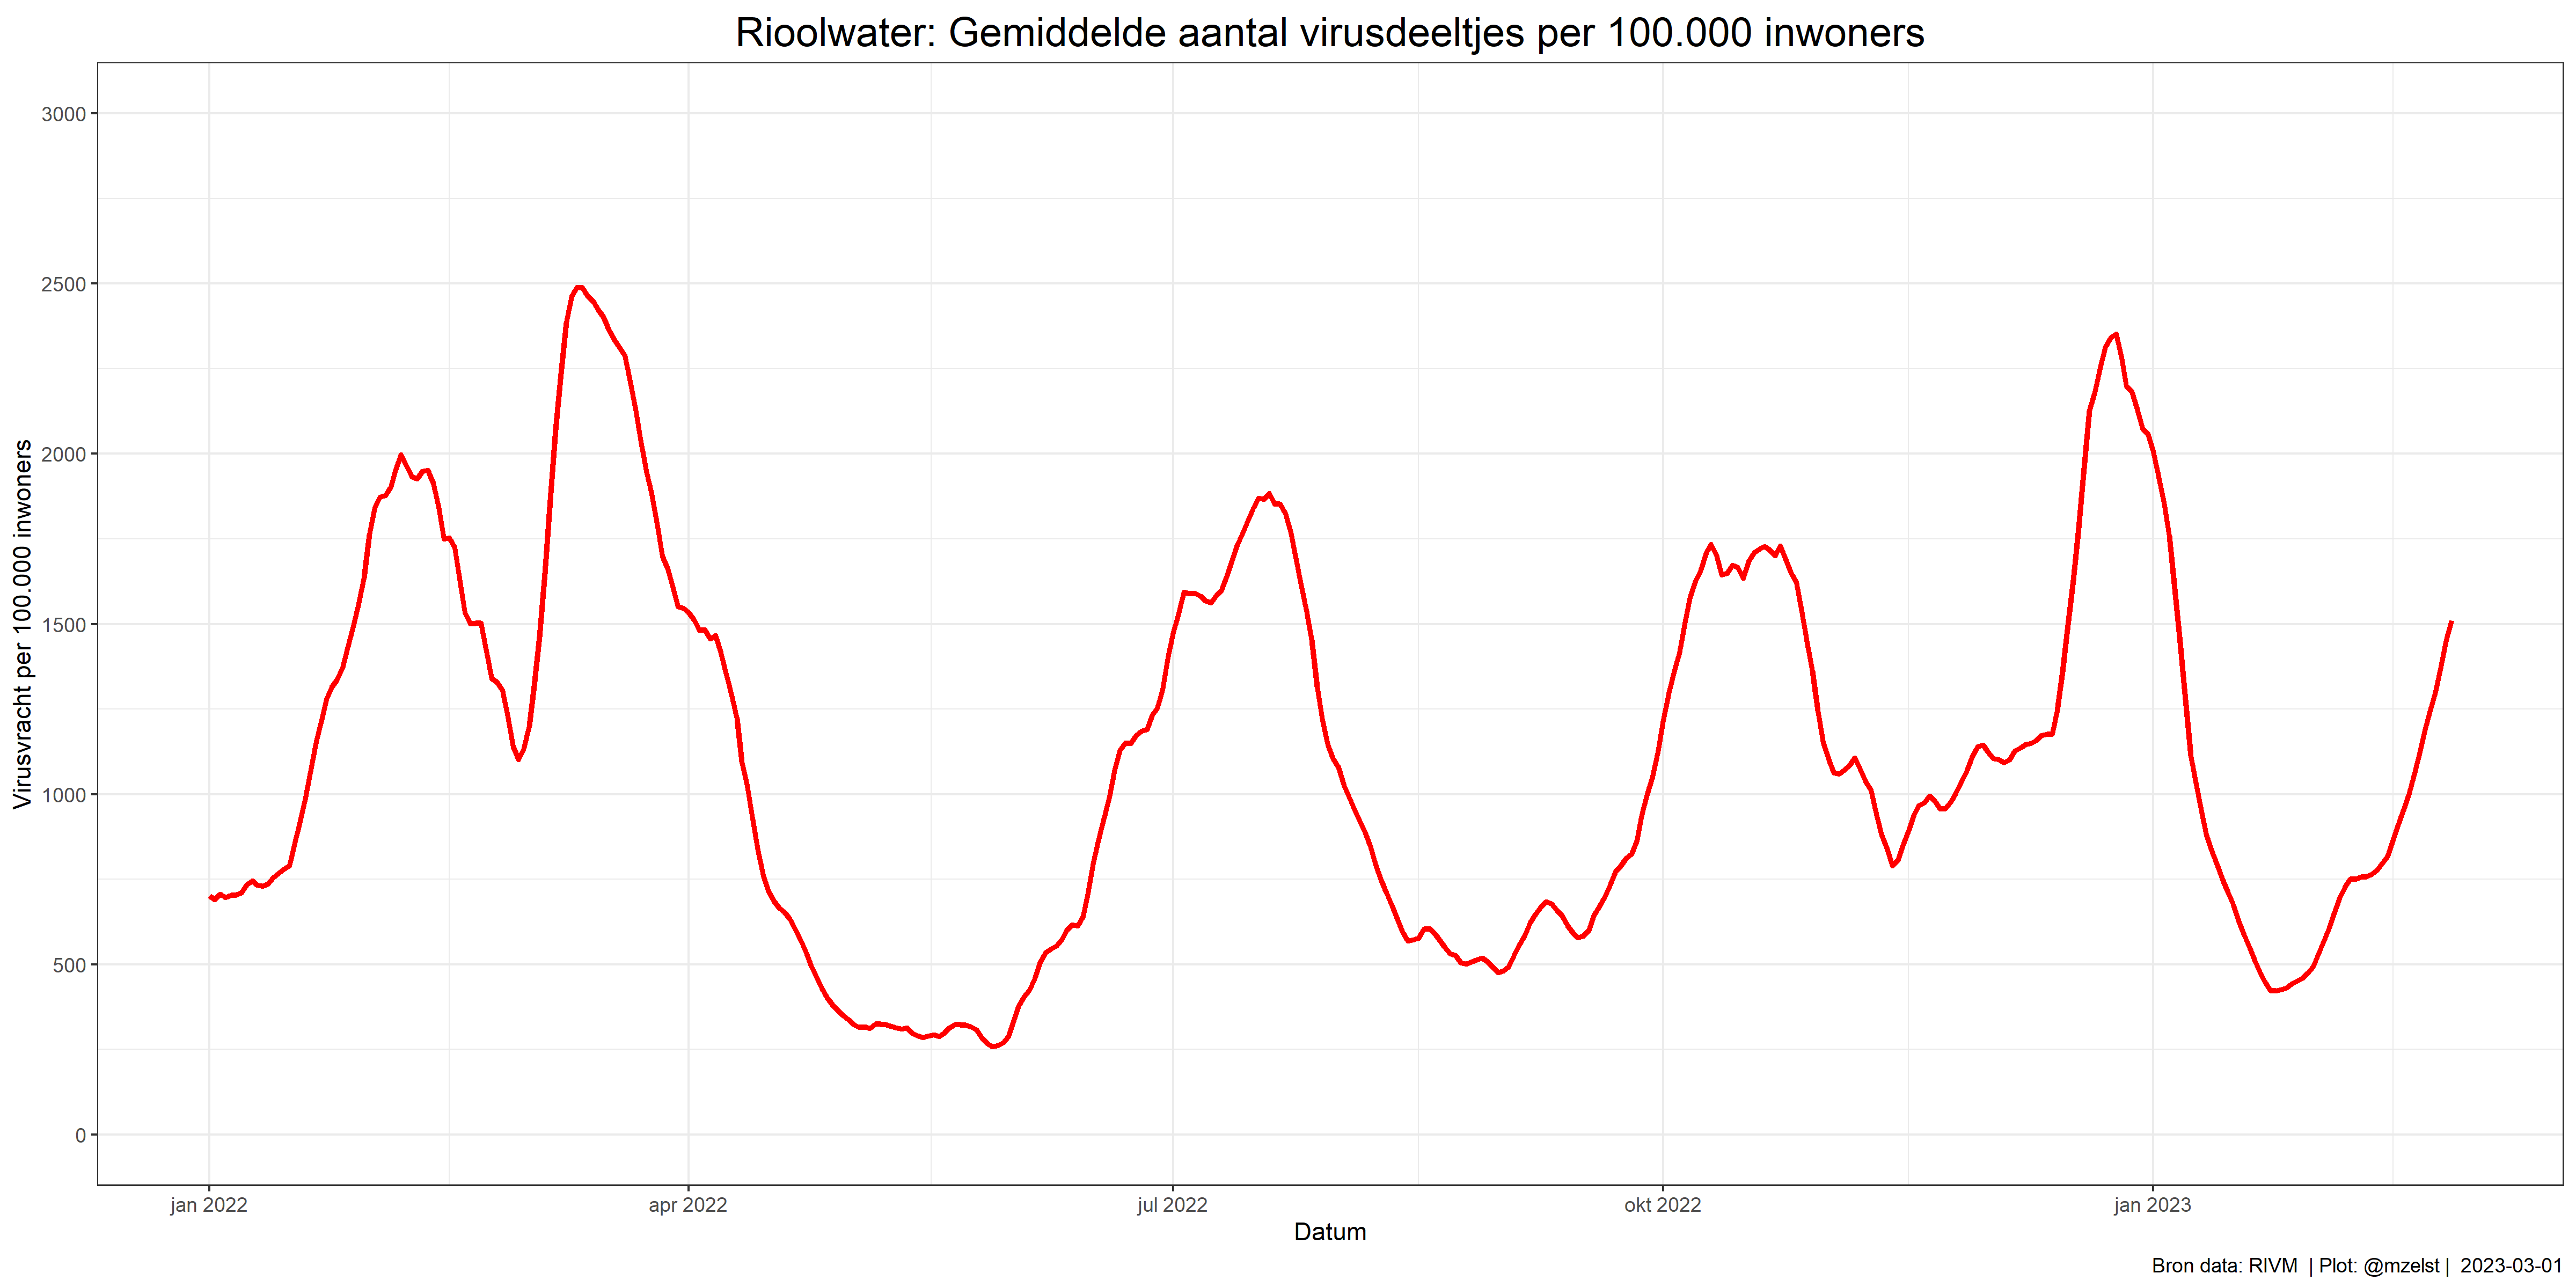 Rioolwater: Gemiddelde aantal virusdeeltjes per 100.000 inwoners
Virusvracht per 100.000 inwoners
3000
2500
2000
1500
1000
500
0
jan 2022 apr 2022 jul 2022 okt 2022 jan 2023
Datum
Bron data: RIVM | Plot: @mzelst | 2023-03-01